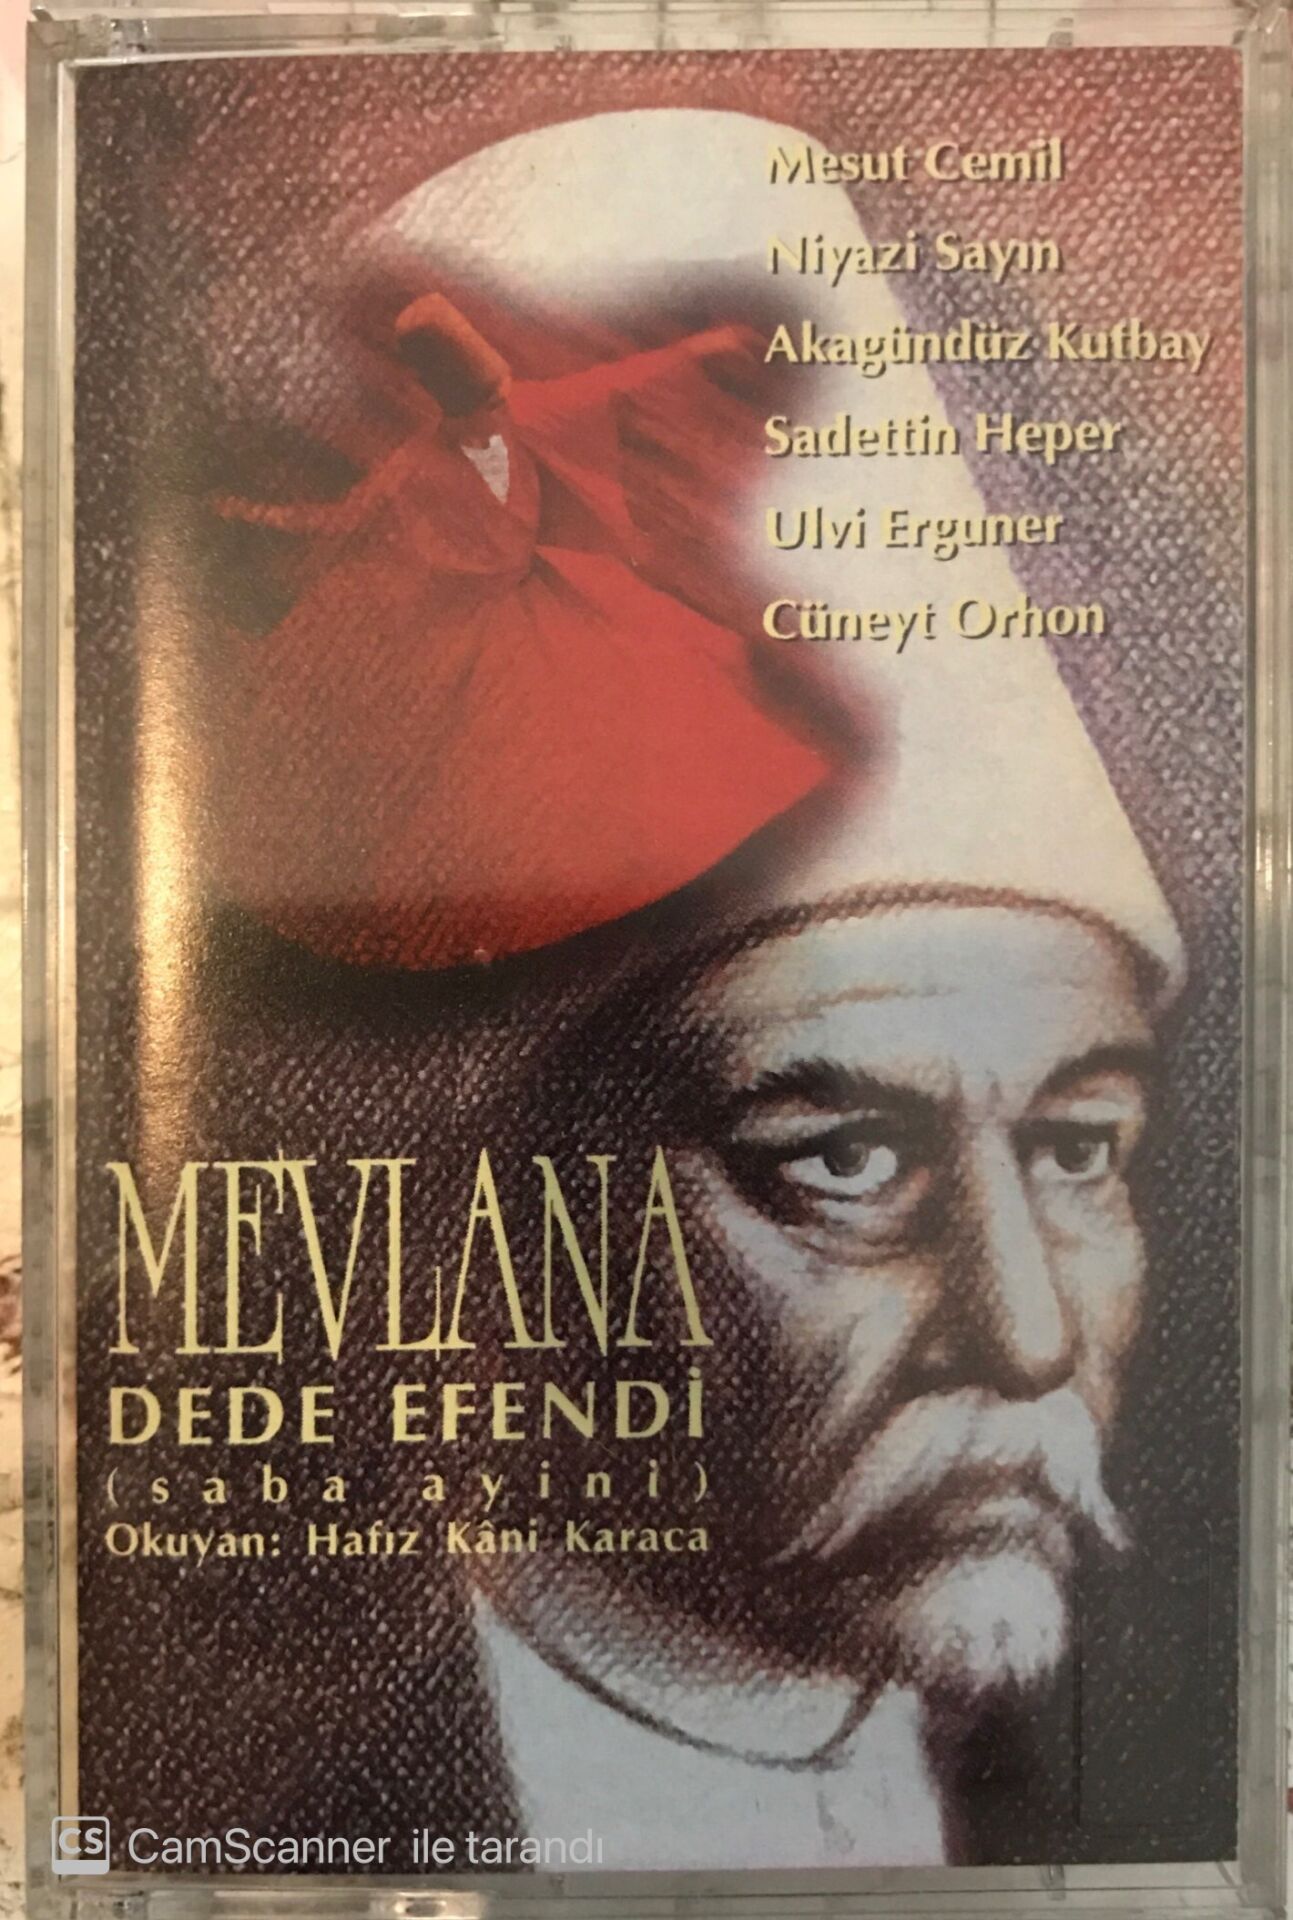 Mesut Cemil
Niyazi Sayın
Akagündüz Kutbay
Sadettin Heper
Ulvi Erguner
Cüneyt Orhon
MEVLANA
DEDE EFENDİ
(saba ayini)
Okuyan: Hafız Kâni Karaca
CS CamScanner ile tarandı